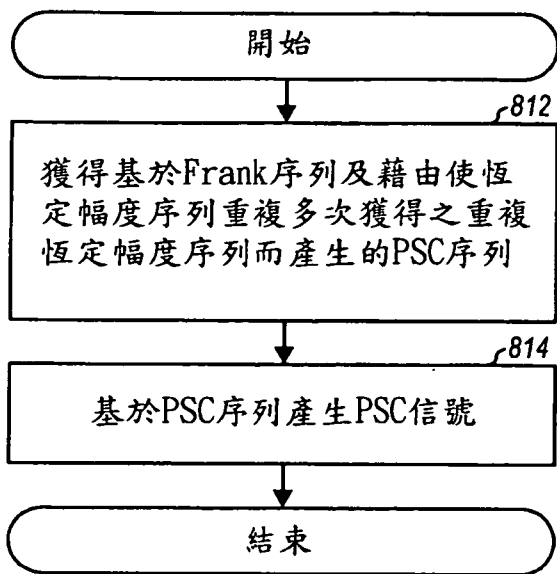 開始
812
獲得基於Frank序列及藉由使恆
定幅度序列重複多次獲得之重複
恆定幅度序列而產生的PSC序列
814
基於PSC序列產生PSC信號
結束